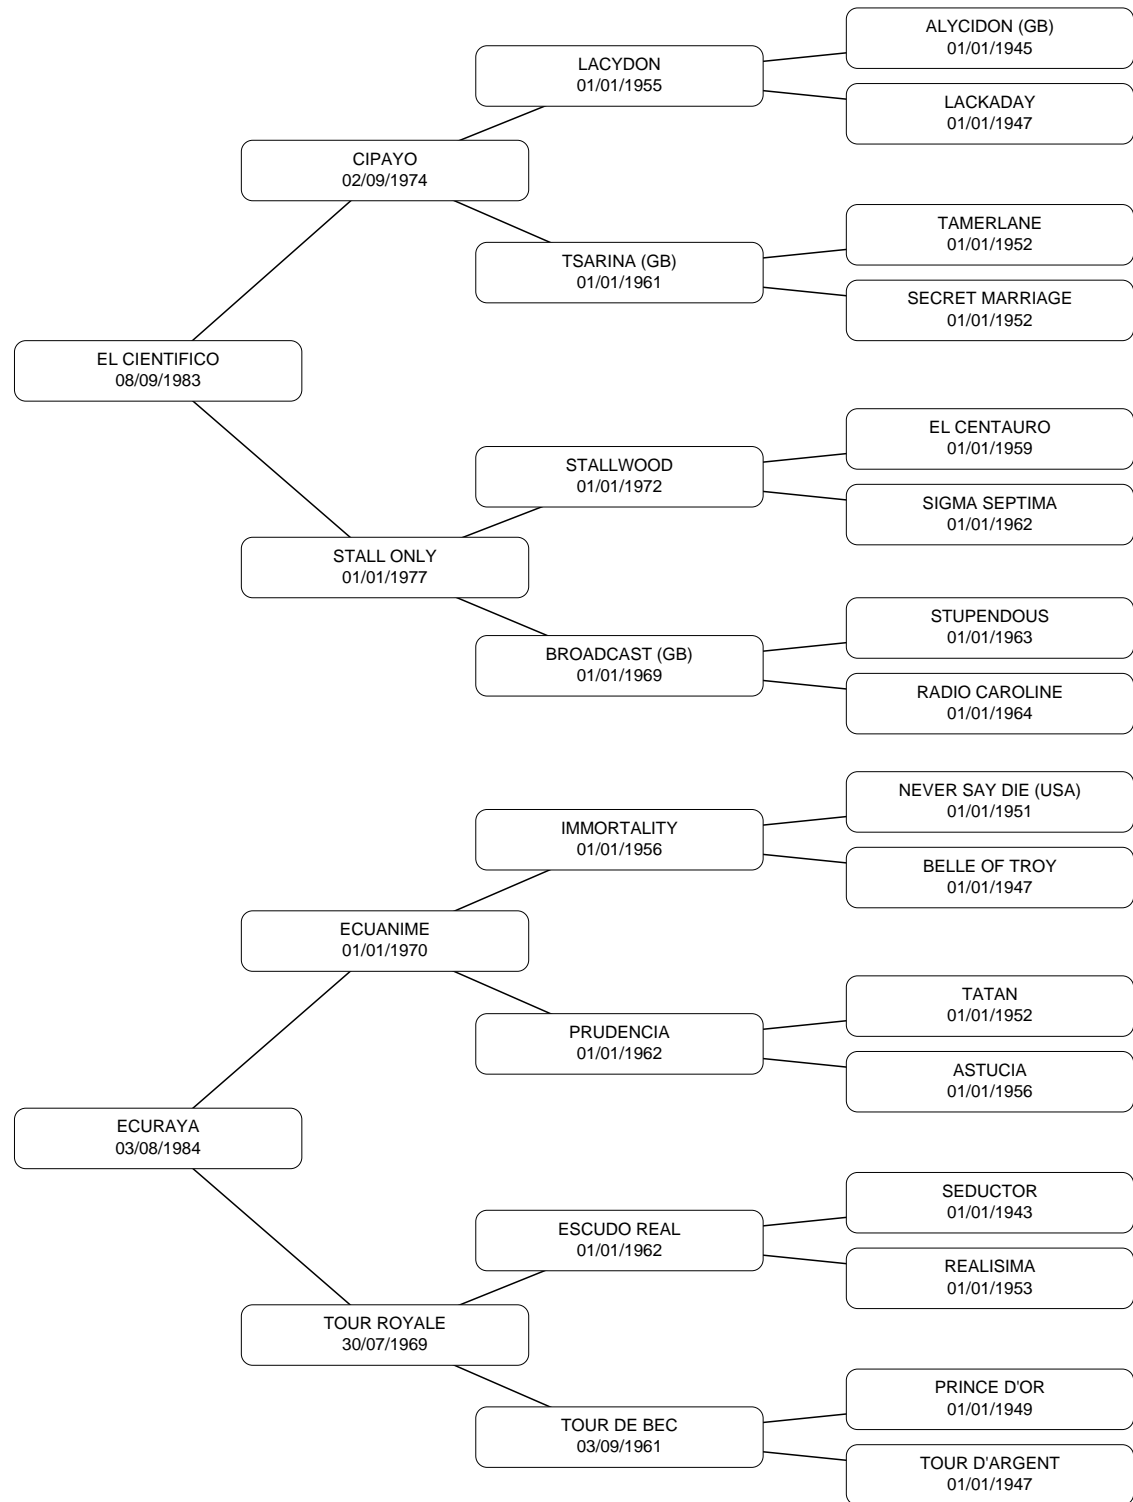 ALYCIDON (GB)
01/01/1945
LACYDON
01/01/1955
LACKADAY
01/01/1947
CIPAYO
02/09/1974
TAMERLANE
01/01/1952
TSARINA (GB)
01/01/1961
SECRET MARRIAGE
01/01/1952
EL CIENTIFICO
08/09/1983
EL CENTAURO
01/01/1959
STALLWOOD
01/01/1972
SIGMA SEPTIMA
01/01/1962
STALL ONLY
01/01/1977
STUPENDOUS
01/01/1963
BROADCAST (GB)
01/01/1969
RADIO CAROLINE
01/01/1964
NEVER SAY DIE (USA)
01/01/1951
IMMORTALITY
01/01/1956
BELLE OF TROY
01/01/1947
ECUANIME
01/01/1970
TATAN
01/01/1952
PRUDENCIA
01/01/1962
ASTUCIA
01/01/1956
ECURAYA
03/08/1984
SEDUCTOR
01/01/1943
ESCUDO REAL
01/01/1962
REALISIMA
01/01/1953
TOUR ROYALE
30/07/1969
PRINCE D'OR
01/01/1949
TOUR DE BEC
03/09/1961
TOUR D'ARGENT
01/01/1947